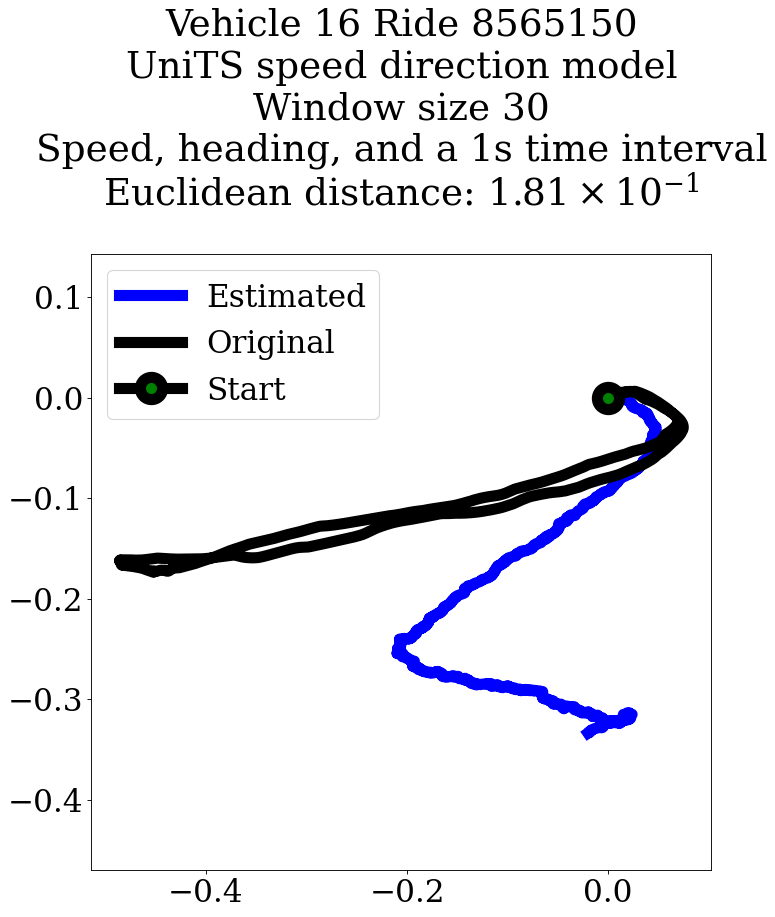 Vehicle 16 Ride 8565150
UniTS speed direction model
Window size 30
Speed, heading, and a 1s time interval
Euclidean distance: 1.81 × 10⁻¹
Estimated
Original
Start
0.1
0.0
−0.1
−0.2
−0.3
−0.4
−0.4 −0.2 0.0